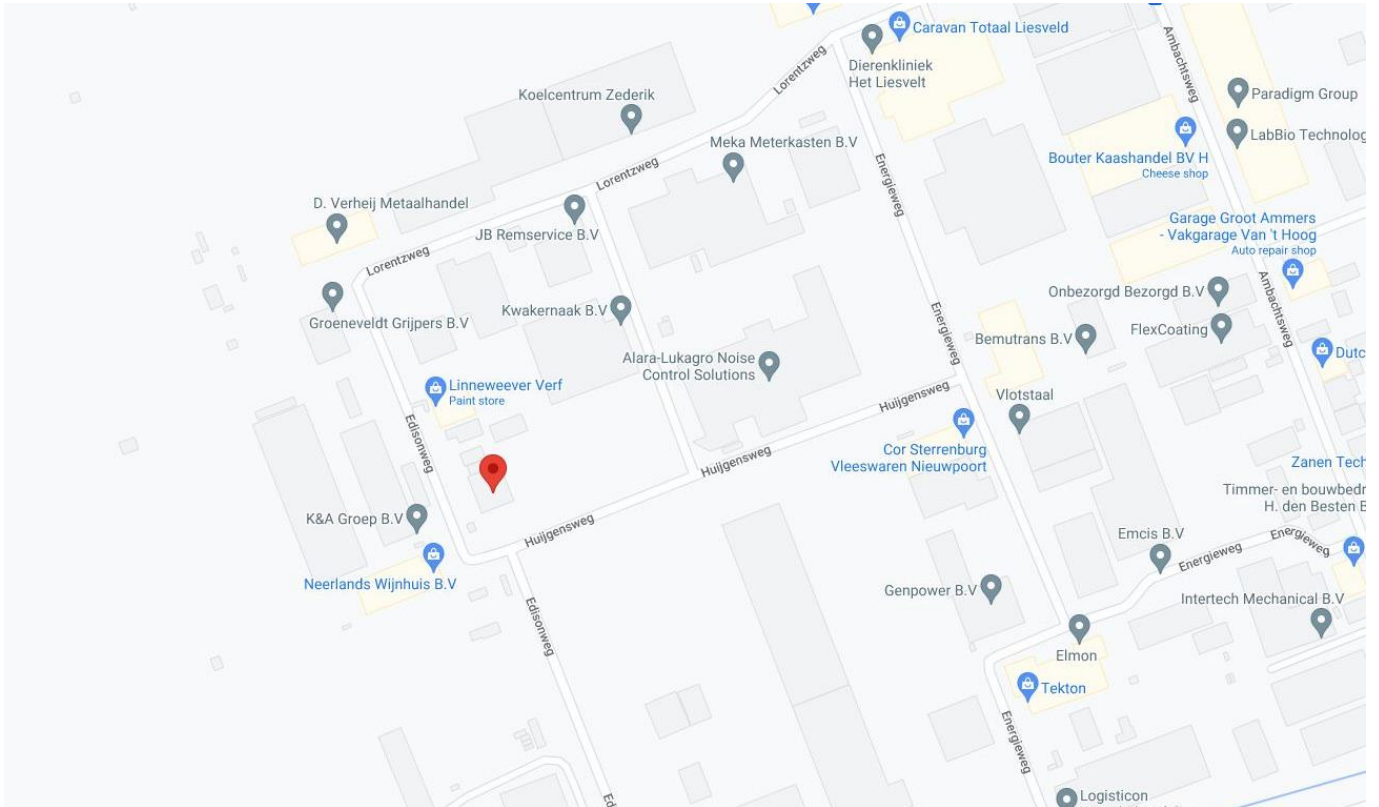 Caravan Totaal Liesveld
Dierenkliniek
Het Liesvelt
Lorentzweg
Ambachtsweg
Koelcentrum Zederik
Paradigm Group
LabBio Technolog
Meka Meterkasten B.V
Bouter Kaashandel BV H
Cheese shop
Energieweg
Lorentzweg
D. Verheij Metaalhandel
JB Remservice B.V
Garage Groot Ammers
- Vakgarage Van 't Hoog
Auto repair shop
Lorentzweg
Groeneveldt Grijpers B.V
Kwakernaak B.V
Onbezorgd Bezorgd B.V
Ambachtsweg
FlexCoating
Energieweg
Bemutrans B.V
Dutc
Alara-Lukagro Noise
Control Solutions
Linneweever Verf
Paint store
Huijgensweg
Vlotstaal
Edisonweg
Cor Sterrenburg
Vleeswaren Nieuwpoort
Huijgensweg
Zanen Tech
Timmer- en bouwbedr
H. den Besten B
K&A Groep B.V
Huijgensweg
Emcis B.V
Energieweg
Energieweg
Neerlands Wijnhuis B.V
Genpower B.V
Intertech Mechanical B.V
Edisonweg
Elmon
Tekton
Energieweg
Logisticon